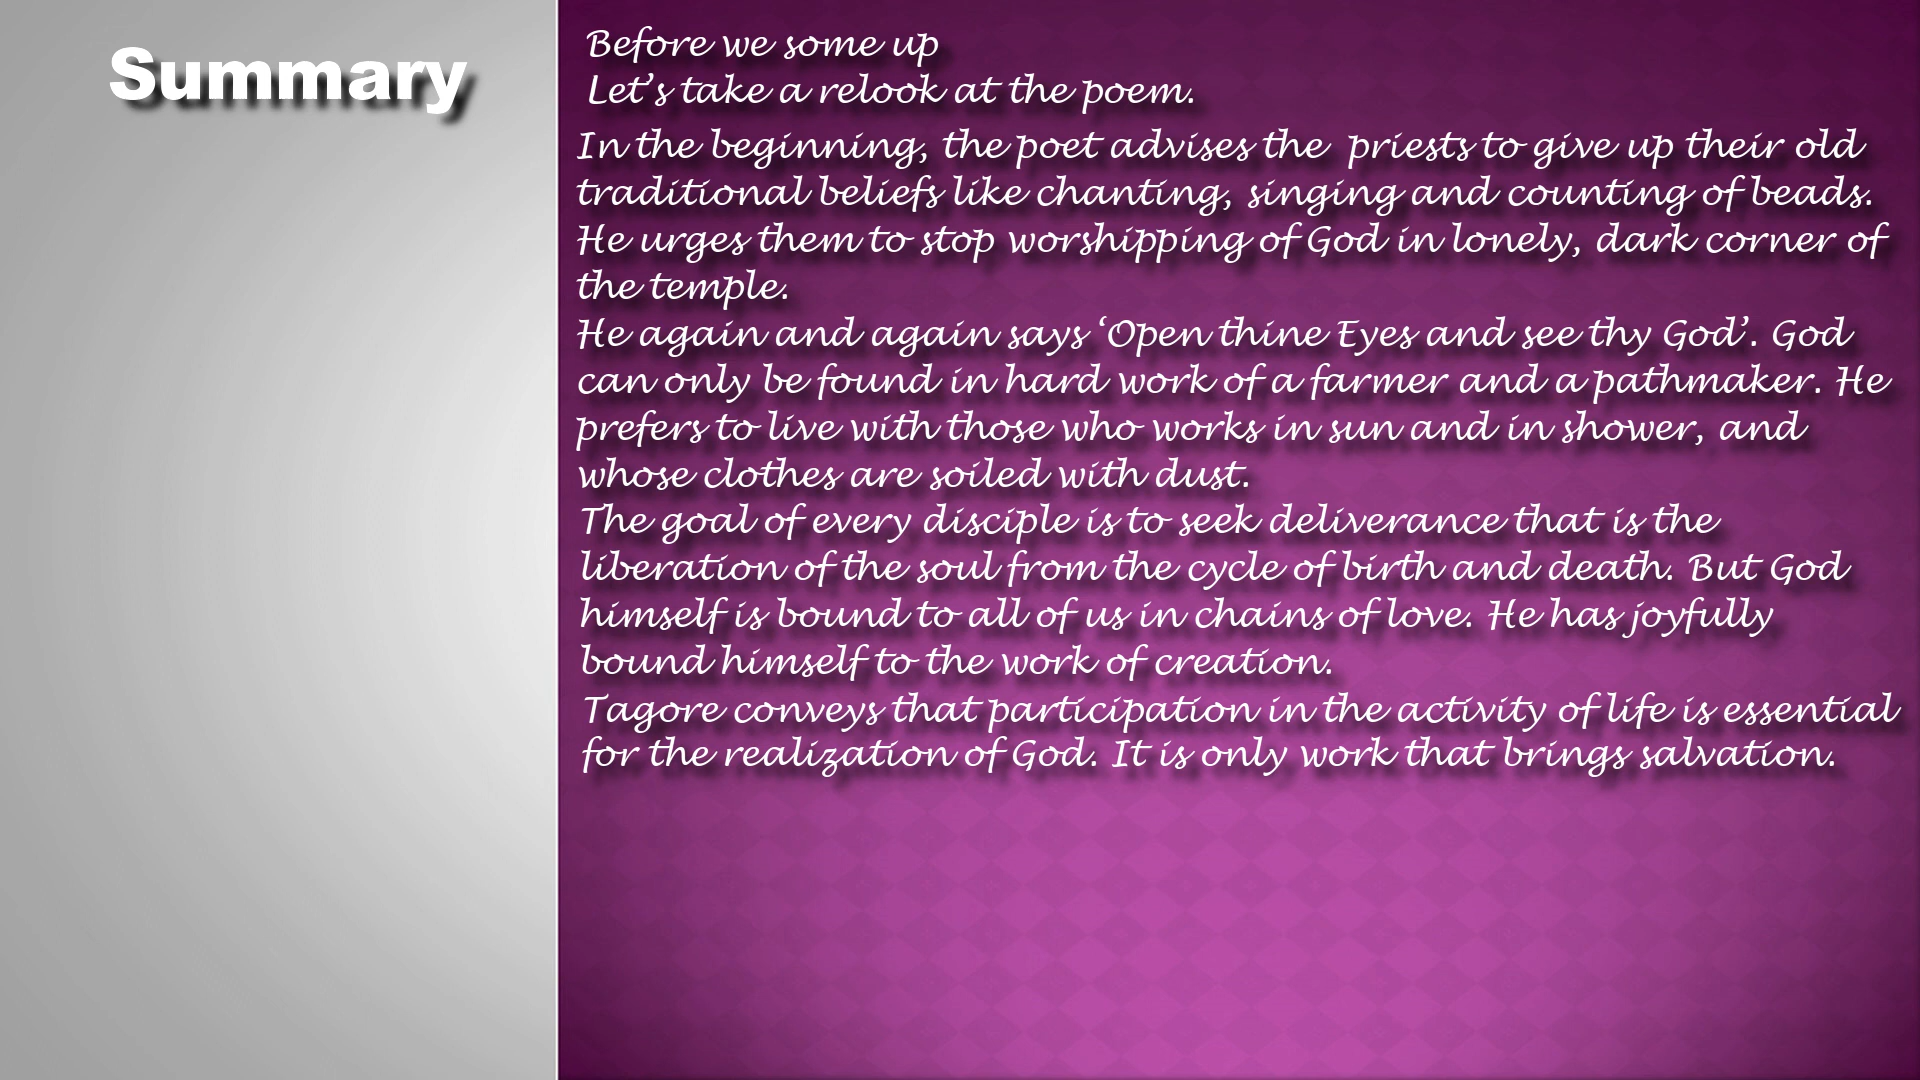 Summary
Before we some up
Let's take a relook at the poem.
In the beginning, the poet advises the priests to give up their old
traditional beliefs like chanting, singing and counting of beads.
He urges them to stop worshipping of God in lonely, dark corner of
the temple.
He again and again says ‘Open thine Eyes and see thy God’. God
can only be found in hard work of a farmer and a pathmaker. He
prefers to live with those who works in sun and in shower, and
whose clothes are soiled with dust.
The goal of every disciple is to seek deliverance that is the
liberation of the soul from the cycle of birth and death. But God
himself is bound to all of us in chains of love. He has joyfully
bound himself to the work of creation.
Tagore conveys that participation in the activity of life is essential
for the realization of God. It is only work that brings salvation.